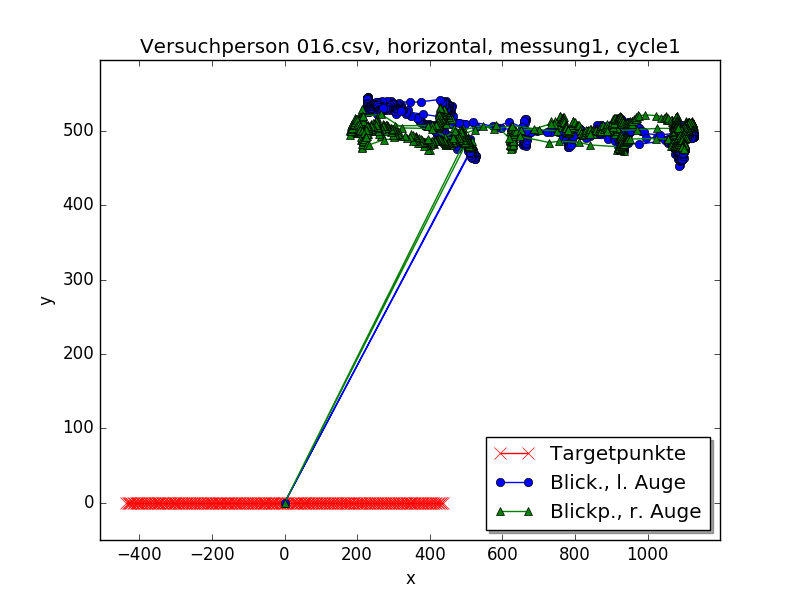 Versuchperson 016.csv, horizontal, messung1, cycle1
y
500
400
300
200
100
0
−400
−200
0
200
400
600
800
1000
x
Targetpunkte
Blick., l. Auge
Blickp., r. Auge